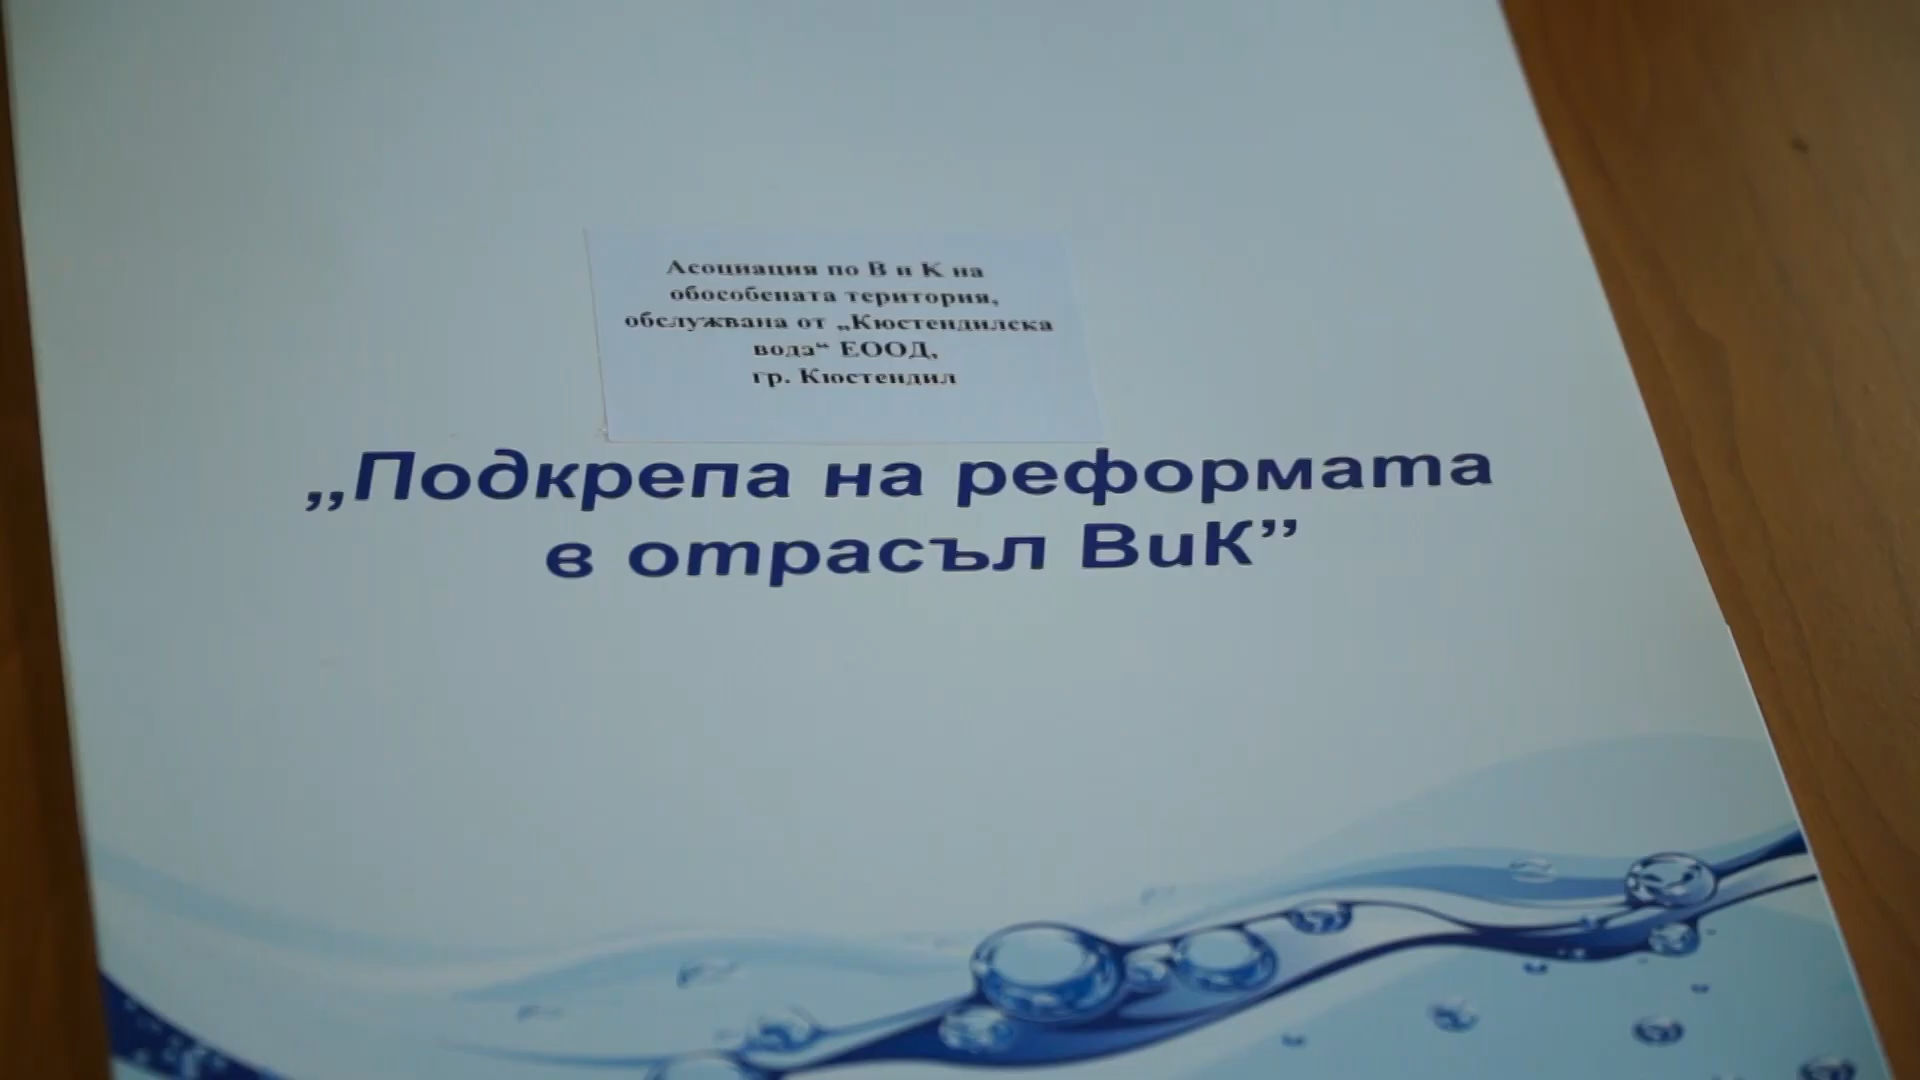 Асоциация по В и К на
обособената територия,
обслужвана от „Кюстендилска
вода“ ЕООД,
гр. Кюстендил
„Подкрепа на реформата
в отрасъл ВиК”